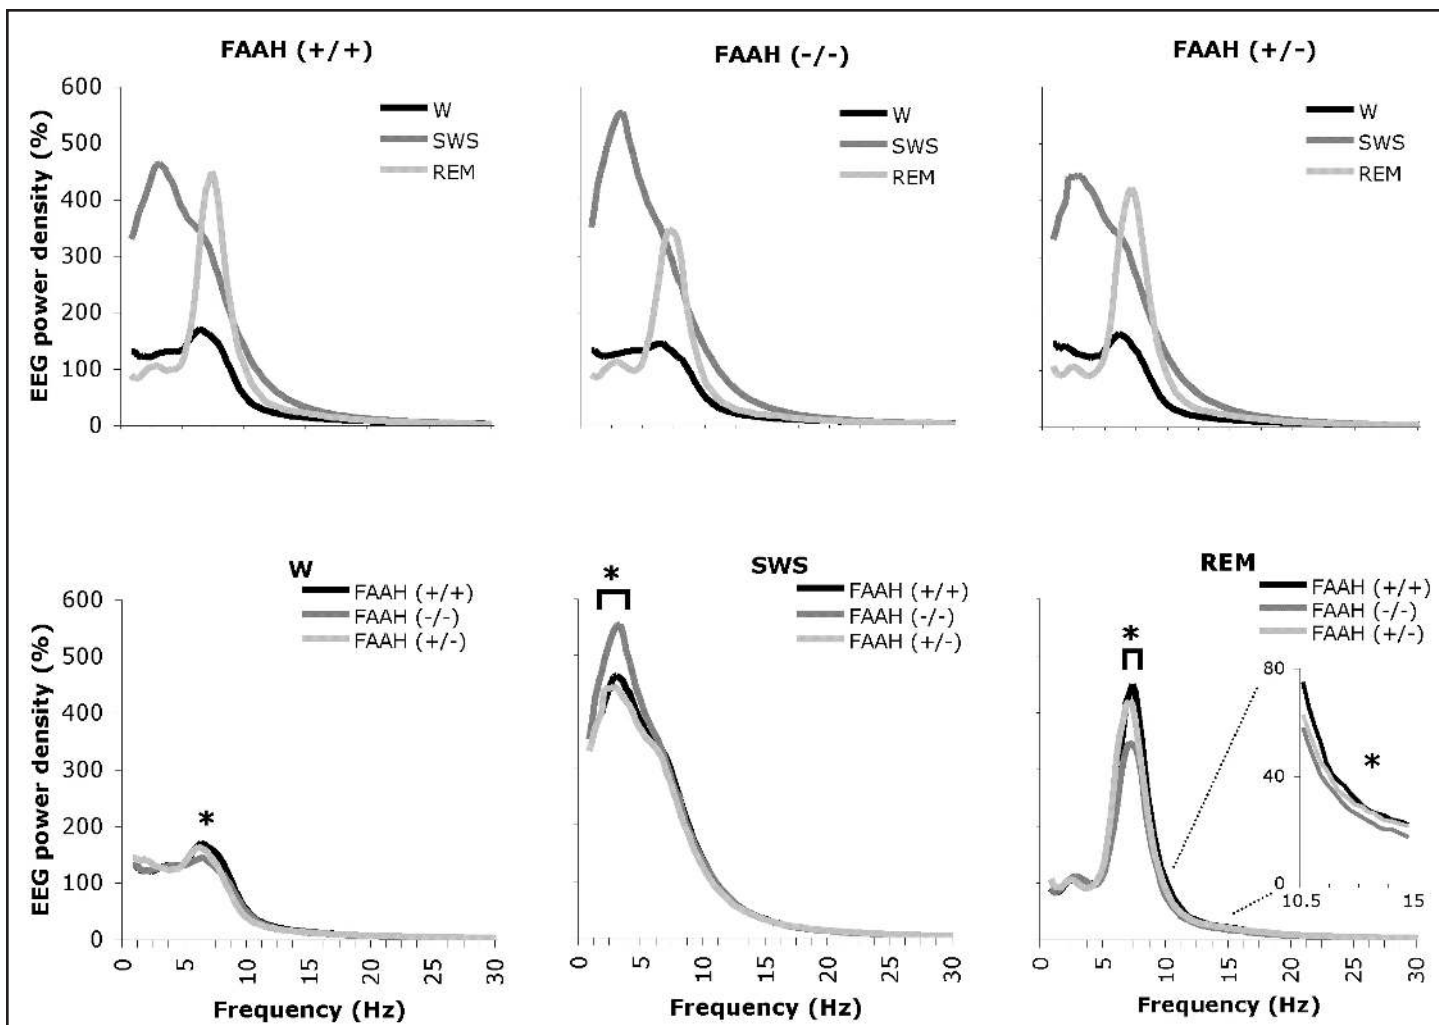 FAAH (+/+)
FAAH (-/-)
FAAH (+/-)
EEG power density (%)
600
500
400
300
200
100
0
W
SWS
REM
W
SWS
REM
W
SWS
REM
W
SWS
REM
EEG power density (%)
600
500
400
300
200
100
0
*
FAAH (+/+)
FAAH (-/-)
FAAH (+/-)
*
FAAH (+/+)
FAAH (-/-)
FAAH (+/-)
*
FAAH (+/+)
FAAH (-/-)
FAAH (+/-)
80
40
0
*
10.5 15
0 5 10 15 20 25 30
0 5 10 15 20 25 30
0 5 10 15 20 25 30
Frequency (Hz)
Frequency (Hz)
Frequency (Hz)